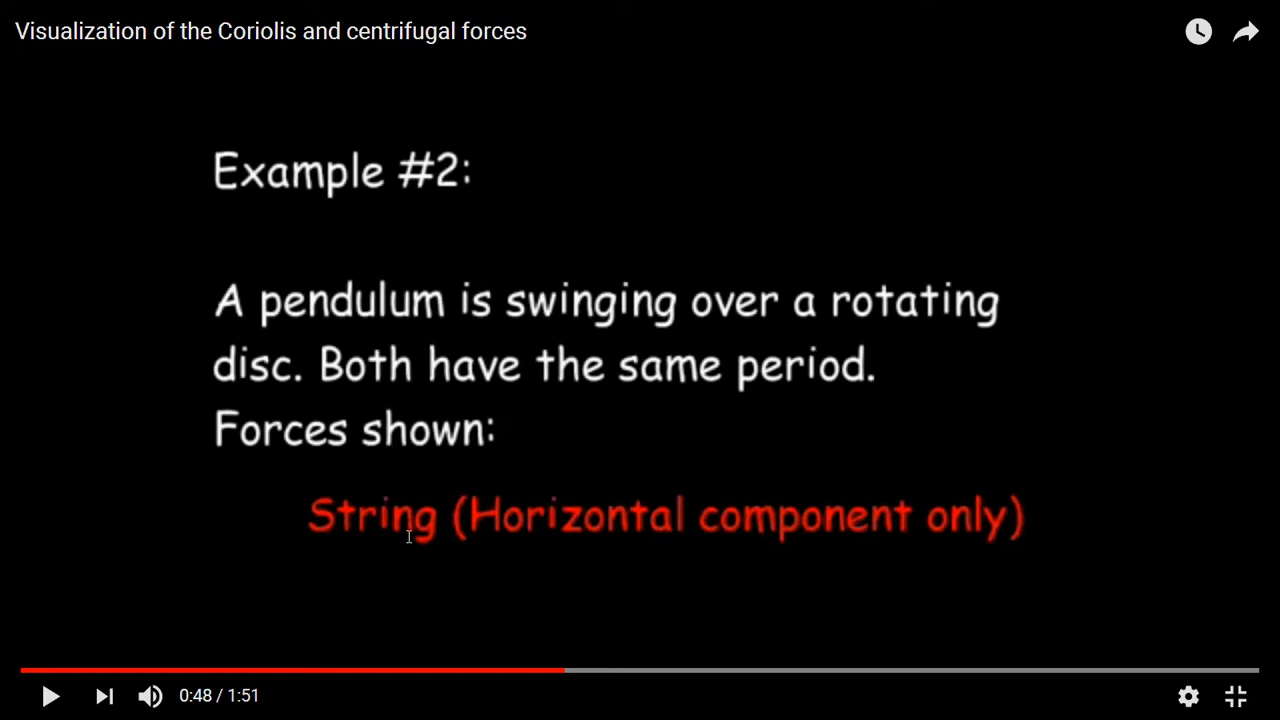 Visualization of the Coriolis and centrifugal forces
Example #2:
A pendulum is swinging over a rotating
disc. Both have the same period.
Forces shown:
String (Horizontal component only)
0:48 / 1:51